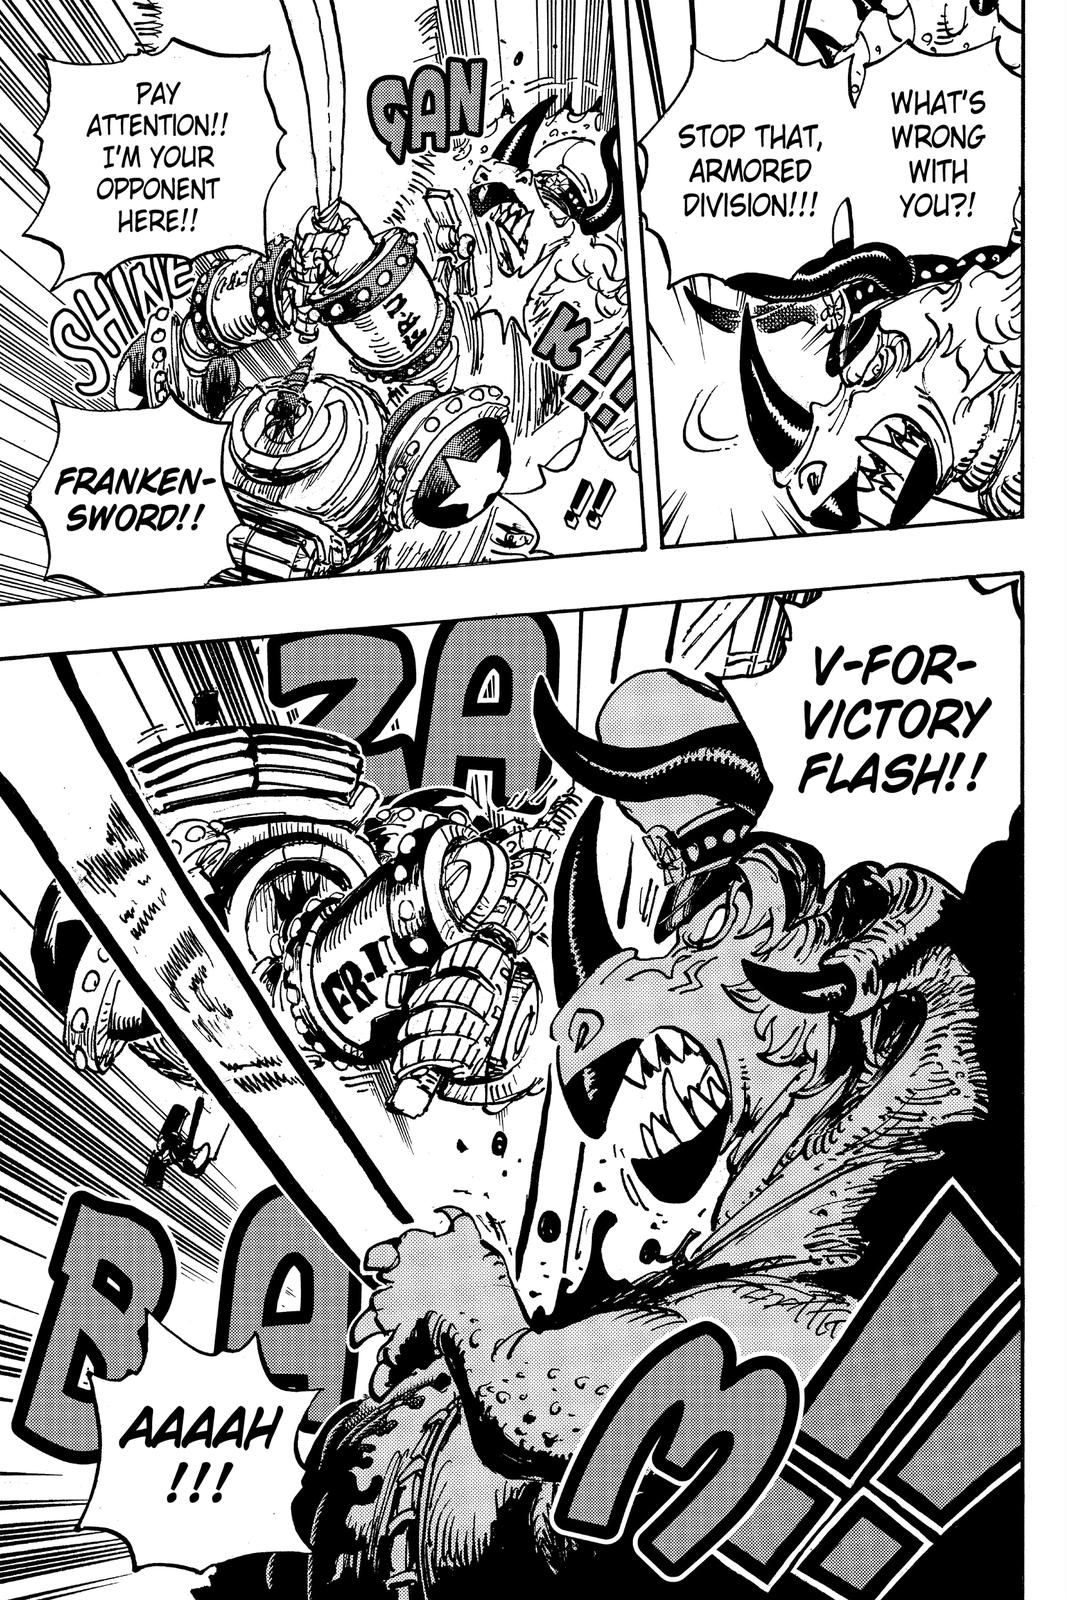 WHAT'S
WRONG
WITH
YOU?!
STOP THAT,
ARMORED
DIVISION!!!
PAY
ATTENTION!!
I'M YOUR
OPPONENT
HERE!!
GAN
K!!
SHINE
!!
FRANKEN-
SWORD!!
V-FOR-
VICTORY
FLASH!!
ZA
FR-U
BAM!!
AAAAH
!!!